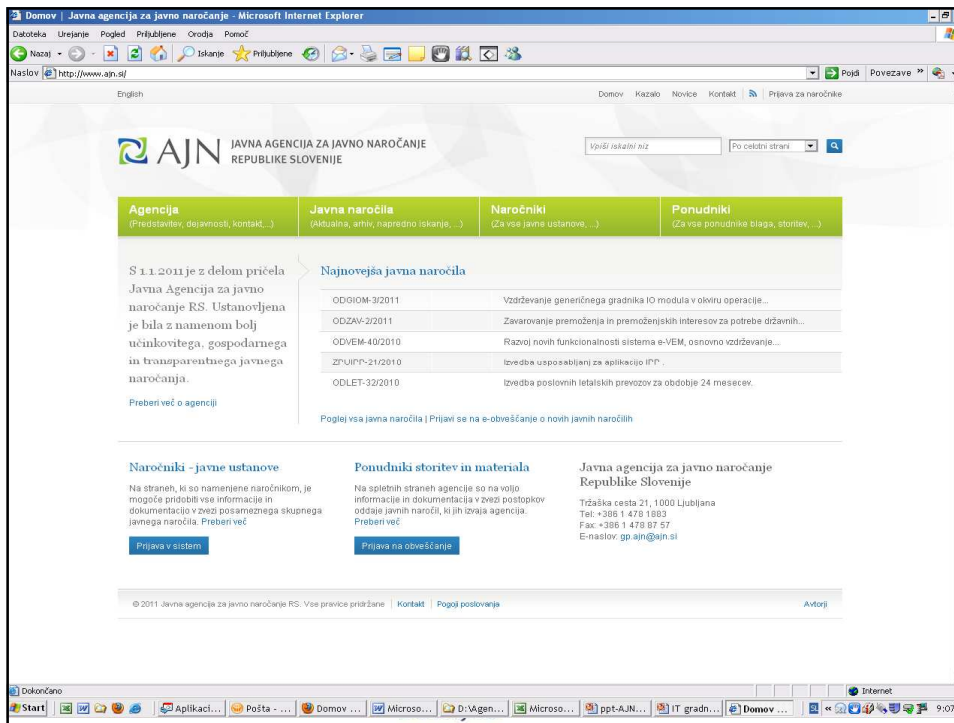 Domov | Javna agencija za javno naročanje - Microsoft Internet Explorer
Datoteka Urejanje Pogled Priljubljene Orodja Pomoč
Nazaj Iskanje Priljubljene
Naslov http://www.ajn.si/ Pojdi Povezave »
English Domov Kazalo Novice Kontakt Prijava za naročnike
AJN JAVNA AGENCIJA ZA JAVNO NAROČANJE
REPUBLIKE SLOVENIJE
Vpiši iskalni niz Po celotni strani
Agencija Javna naročila Naročniki Ponudniki
(Predstavitev, dejavnosti, kontakt,...) (Aktualna, arhiv, napredno iskanje, ...) (Za vse javne ustanove, ...) (Za vse ponudnike blaga, storitev, ...)
S 1.1.2011 je z delom pričela
Javna Agencija za javno
naročanje RS. Ustanovljena
je bila z namenom bolj
učinkovitega, gospodarnega
in transparentnega javnega
naročanja.
Preberi več o agenciji
Najnovejša javna naročila
ODGIOM-3/2011 Vzdrževanje generičnega gradnika IO modula v okviru operacije...
ODZAV-2/2011 Zavarovanje premoženja in premoženjskih interesov za potrebe državnih...
ODVEM-40/2010 Razvoj novih funkcionalnosti sistema e-VEM, osnovno vzdrževanje...
ZPUIPP-21/2010 Izvedba usposabljanj za aplikacijo IPP .
ODLET-32/2010 Izvedba poslovnih letalskih prevozov za obdobje 24 mesecev.
Poglej vsa javna naročila | Prijavi se na e-obveščanje o novih javnih naročilih
Naročniki - javne ustanove
Na straneh, ki so namenjene naročnikom, je
mogoče pridobiti vse informacije in
dokumentacijo v zvezi posameznega skupnega
javnega naročila. Preberi več
Prijava v sistem
Ponudniki storitev in materiala
Na spletnih straneh agencije so na voljo
informacije in dokumentacija v zvezi postopkov
oddaje javnih naročil, ki jih izvaja agencija.
Preberi več
Prijava na obveščanje
Javna agencija za javno naročanje
Republike Slovenije
Tržaška cesta 21, 1000 Ljubljana
Tel: +386 1 478 1883
Fax: +386 1 478 87 57
E-naslov: gp.ajn@ajn.si
© 2011 Javna agencija za javno naročanje RS. Vse pravice pridržane Kontakt Pogoji poslovanja Avtorji
Dokončano Internet
Start Aplikaci... Pošta - ... Domov ... Microso... D:\Agen... Microso... ppt-AJN... IT gradn... Domov ... SL « 9:07